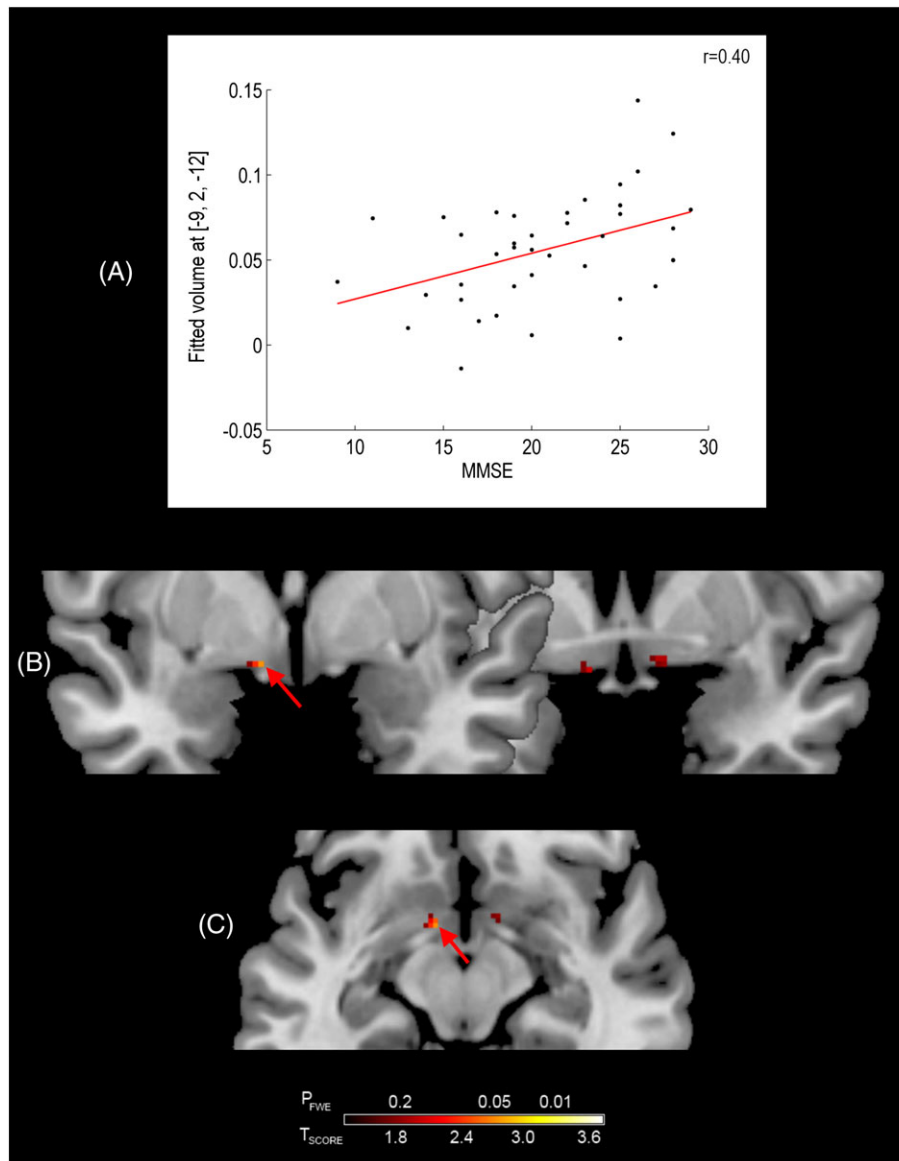 r=0.40
0.15
0.1
0.05
0
-0.05
Fitted volume at [-9, 2, -12]
5 10 15 20 25 30
MMSE
(A)
(B)
(C)
PFWE 0.2 0.05 0.01
TSCORE 1.8 2.4 3.0 3.6